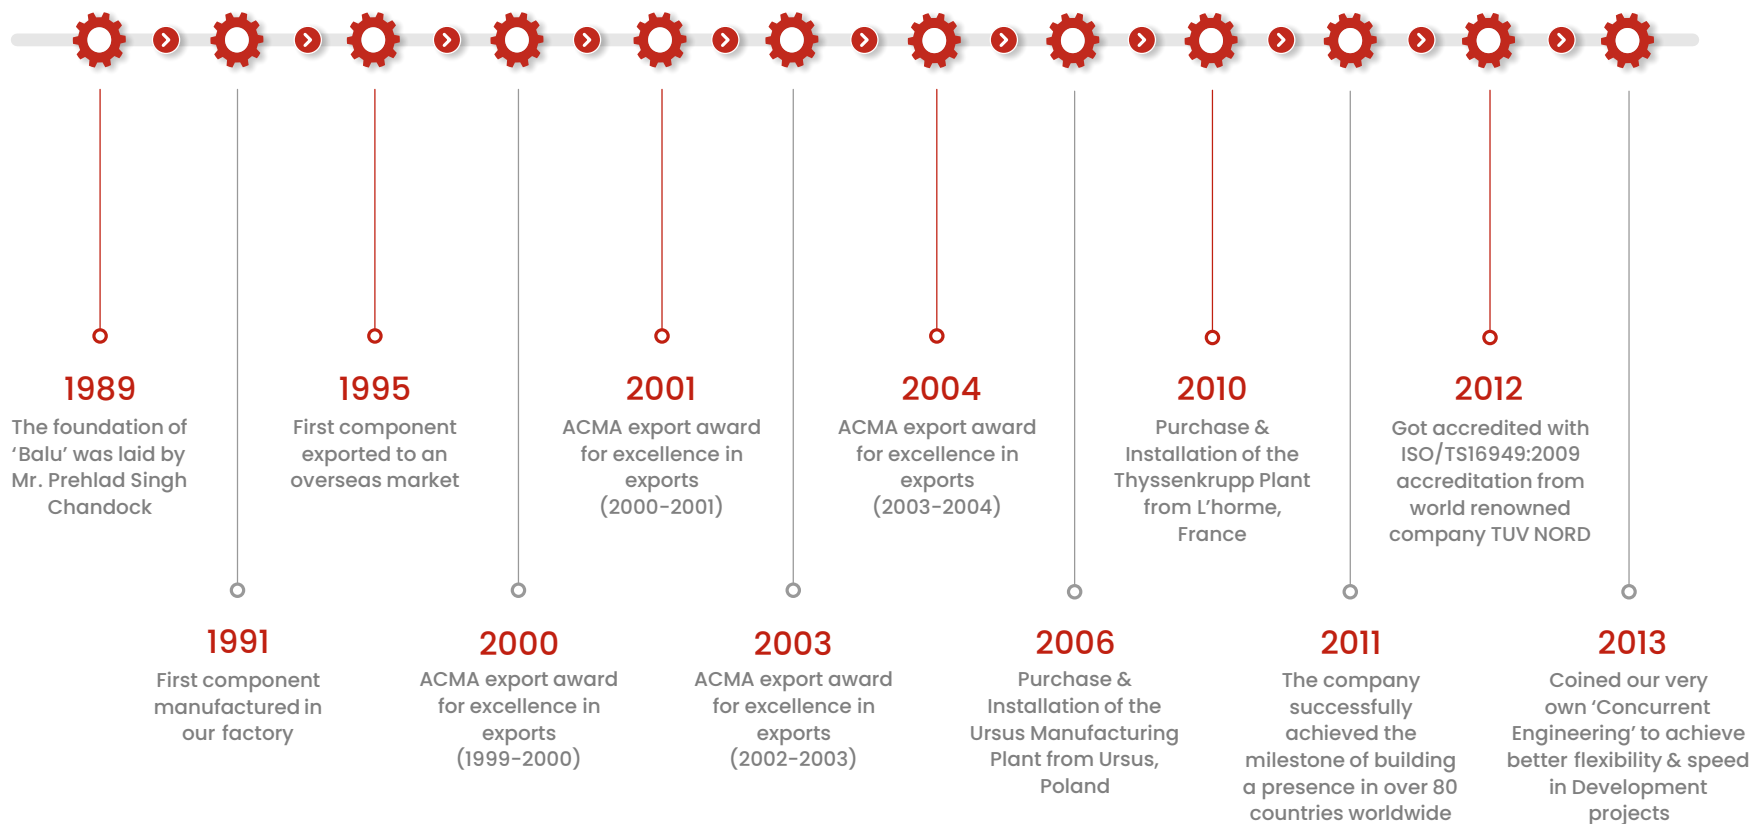 1989
The foundation of
‘Balu’ was laid by
Mr. Prehlad Singh
Chandock
1991
First component
manufactured in
our factory
1995
First component
exported to an
overseas market
2000
ACMA export award
for excellence in
exports
(1999-2000)
2001
ACMA export award
for excellence in
exports
(2000-2001)
2003
ACMA export award
for excellence in
exports
(2002-2003)
2004
ACMA export award
for excellence in
exports
(2003-2004)
2006
Purchase &
Installation of the
Ursus Manufacturing
Plant from Ursus,
Poland
2010
Purchase &
Installation of the
Thyssenkrupp Plant
from L’horme,
France
2011
The company
successfully
achieved the
milestone of building
a presence in over 80
countries worldwide
2012
Got accredited with
ISO/TS16949:2009
accreditation from
world renowned
company TUV NORD
2013
Coined our very
own ‘Concurrent
Engineering’ to achieve
better flexibility & speed
in Development
projects